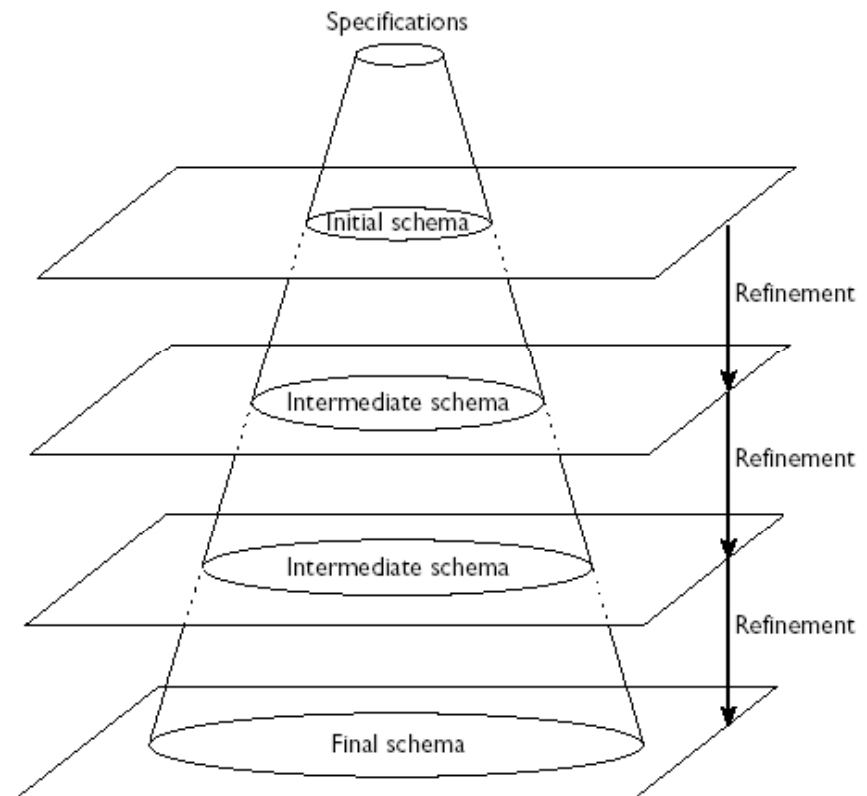 Specifications
Initial schema
Refinement
Intermediate schema
Refinement
Intermediate schema
Refinement
Final schema